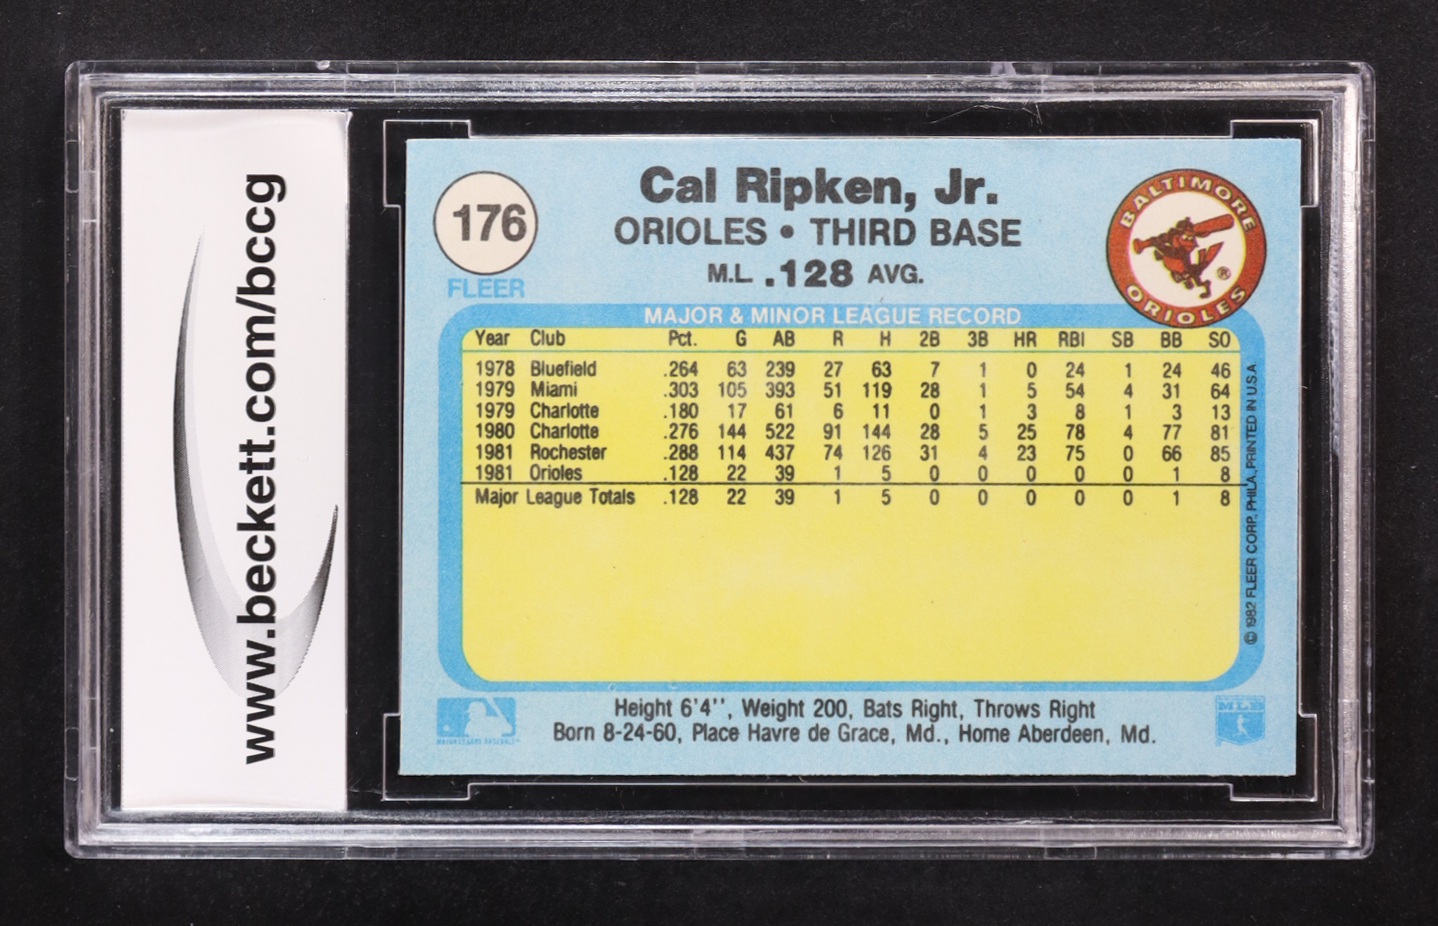 www.beckett.com/bccg
176
FLEER
Cal Ripken, Jr.
ORIOLES • THIRD BASE
M.L. .128 AVG.
BALTIMORE
ORIOLES
®
MAJOR & MINOR LEAGUE RECORD
Year Club Pct. G AB R H 2B 3B HR RBI SB BB SO
1978 Bluefield .264 63 239 27 63 7 1 0 24 1 24 46
1979 Miami .303 105 393 51 119 28 1 5 54 4 31 64
1979 Charlotte .180 17 61 6 11 0 1 3 8 1 3 13
1980 Charlotte .276 144 522 91 144 28 5 25 78 4 77 81
1981 Rochester .288 114 437 74 126 31 4 23 75 0 66 85
1981 Orioles .128 22 39 1 5 0 0 0 0 0 1 8
Major League Totals .128 22 39 1 5 0 0 0 0 0 1 8
© 1982 FLEER CORP. PHILA. PRINTED IN U.S.A
Height 6'4'', Weight 200, Bats Right, Throws Right
Born 8-24-60, Place Havre de Grace, Md., Home Aberdeen, Md.
MAJOR LEAGUE BASEBALL
MLB